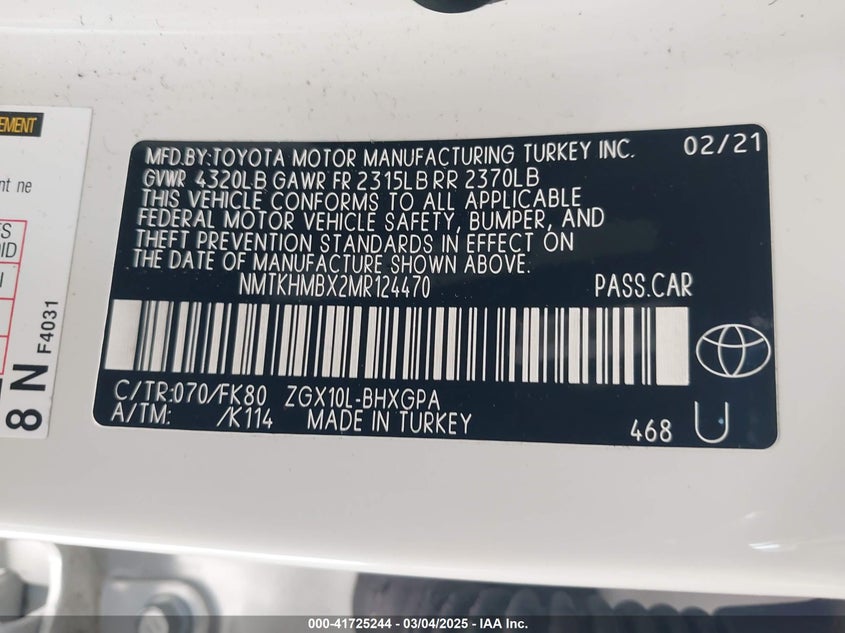 EMENT
t ne
S
OID
N
8 N
F4031
MFD.BY:TOYOTA MOTOR MANUFACTURING TURKEY INC. 02/21
GVWR 4320LB GAWR FR 2315LB RR 2370LB
THIS VEHICLE CONFORMS TO ALL APPLICABLE
FEDERAL MOTOR VEHICLE SAFETY, BUMPER, AND
THEFT PREVENTION STANDARDS IN EFFECT ON
THE DATE OF MANUFACTURE SHOWN ABOVE.
NMTKHMBX2MR124470 PASS.CAR
C/TR:070/FK80 ZGX10L-BHXGPA
A/TM: /K114 MADE IN TURKEY
468 U
000-41725244 - 03/04/2025 - IAA Inc.